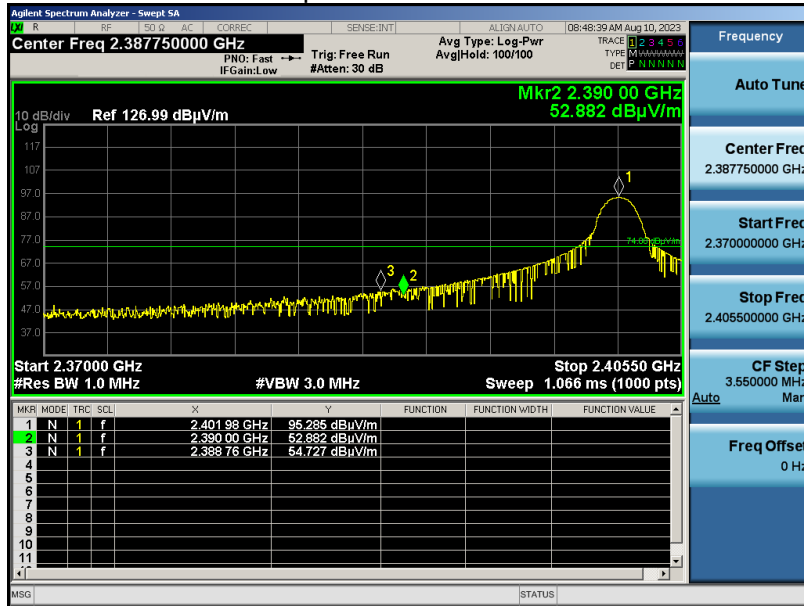 Agilent Spectrum Analyzer - Swept SA
LXI R RF 50 Ω AC CORREC SENSE:INT ALIGN AUTO 08:48:39 AM Aug 10, 2023
Center Freq 2.387750000 GHz
PNO: Fast
IFGain:Low
Trig: Free Run
#Atten: 30 dB
Avg Type: Log-Pwr
Avg|Hold: 100/100
TRACE 1 2 3 4 5 6
TYPE M
DET P N N N N N
Mkr2 2.390 00 GHz
52.882 dBµV/m
10 dB/div Ref 126.99 dBµV/m
Log
117
107
97.0
87.0
77.0
67.0
57.0
47.0
37.0
1
74.00 dBµV/m
3
2
Start 2.37000 GHz Stop 2.40550 GHz
#Res BW 1.0 MHz #VBW 3.0 MHz Sweep 1.066 ms (1000 pts)
MKR MODE TRC SCL X Y FUNCTION FUNCTION WIDTH FUNCTION VALUE
1 N 1 f 2.401 98 GHz 95.285 dBµV/m
2 N 1 f 2.390 00 GHz 52.882 dBµV/m
3 N 1 f 2.388 76 GHz 54.727 dBµV/m
4
5
6
7
8
9
10
11
MSG STATUS
Frequency
Auto Tune
Center Freq
2.387750000 GHz
Start Freq
2.370000000 GHz
Stop Freq
2.405500000 GHz
CF Step
3.550000 MHz
Auto Man
Freq Offset
0 Hz